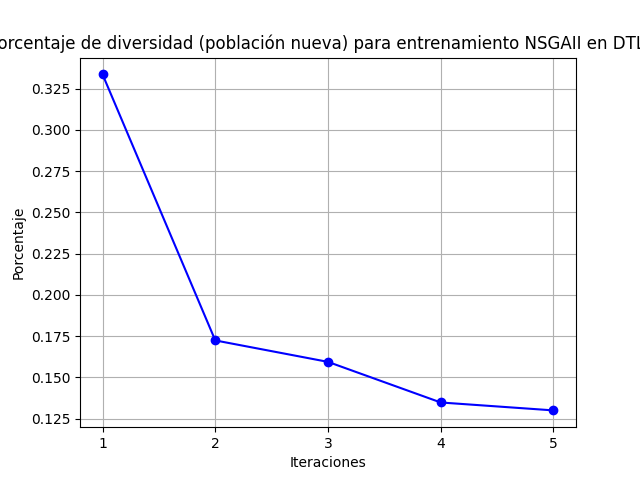 orcentaje de diversidad (población nueva) para entrenamiento NSGAII en DTL
0.325
0.300
0.275
0.250
0.225
0.200
0.175
0.150
0.125
Porcentaje
1 2 3 4 5
Iteraciones